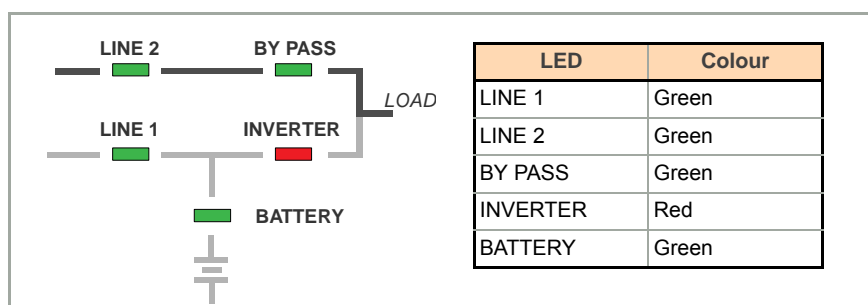 LINE 2 BY PASS
LOAD
LINE 1 INVERTER
BATTERY
LED Colour
LINE 1 Green
LINE 2 Green
BY PASS Green
INVERTER Red
BATTERY Green